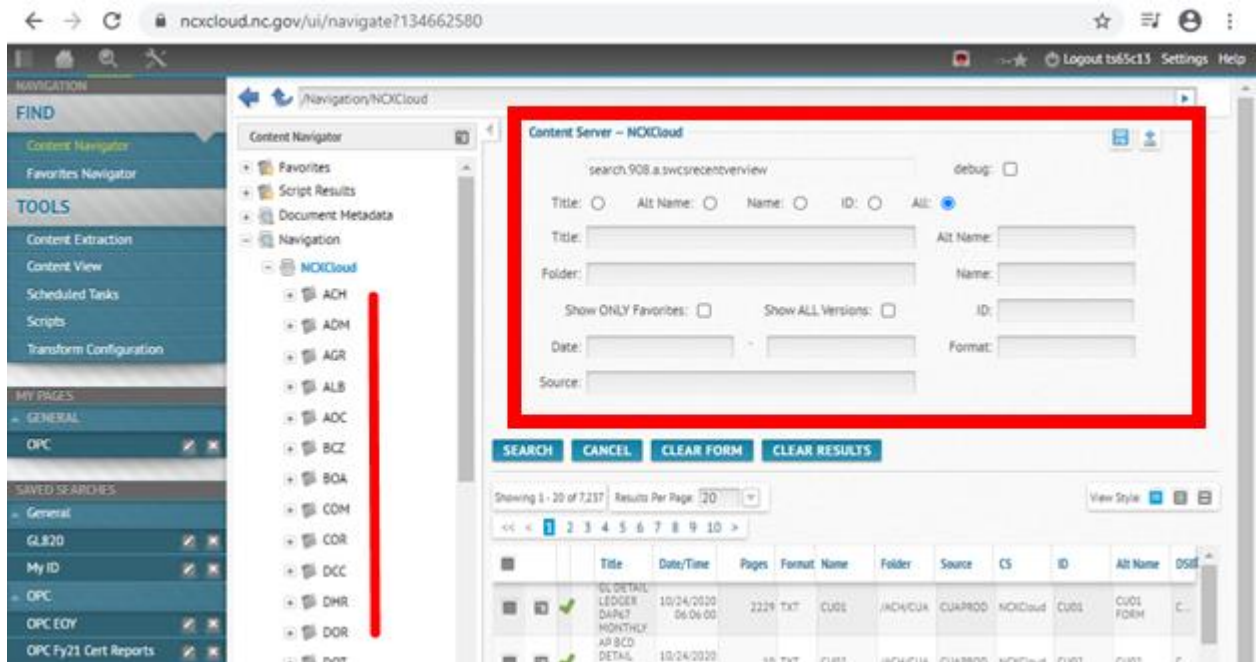 ncxcloud.nc.gov/ui/navigate?134662580
Logout ts65c13 Settings Help
NAVIGATION
FIND
Content Navigator
Favorites Navigator
TOOLS
Content Extraction
Content View
Scheduled Tasks
Scripts
Transform Configuration
MY PAGES
GENERAL
OPC
SAVED SEARCHES
General
GL820
My ID
OPC
OPC EOY
OPC Fy21 Cert Reports
/Navigation/NCXCloud
Content Navigator
Favorites
Script Results
Document Metadata
Navigation
NCXCloud
ACH
ADM
AGR
ALB
AOC
BCZ
BOA
COM
COR
DCC
DHR
DOR
DOT
Content Server – NCXCloud
search.908.a.swcsrecentverview debug:
Title: Alt Name: Name: ID: All:
Title: Alt Name:
Folder: Name:
Show ONLY Favorites: Show ALL Versions: ID:
Date: - Format:
Source:
SEARCH CANCEL CLEAR FORM CLEAR RESULTS
Showing 1 - 20 of 7,237 Results Per Page 20 View Style
<< < 1 2 3 4 5 6 7 8 9 10 >
Title Date/Time Pages Format Name Folder Source CS ID Alt Name
GL DETAIL
LEDGER 10/24/2020 CU01
DAP67 06:06:00 2229 TXT CU01 /ACH/CUA CUAPROD NCXCloud CU01 FORM C...
MONTHLY
AP BCD
DETAIL 10/24/2020